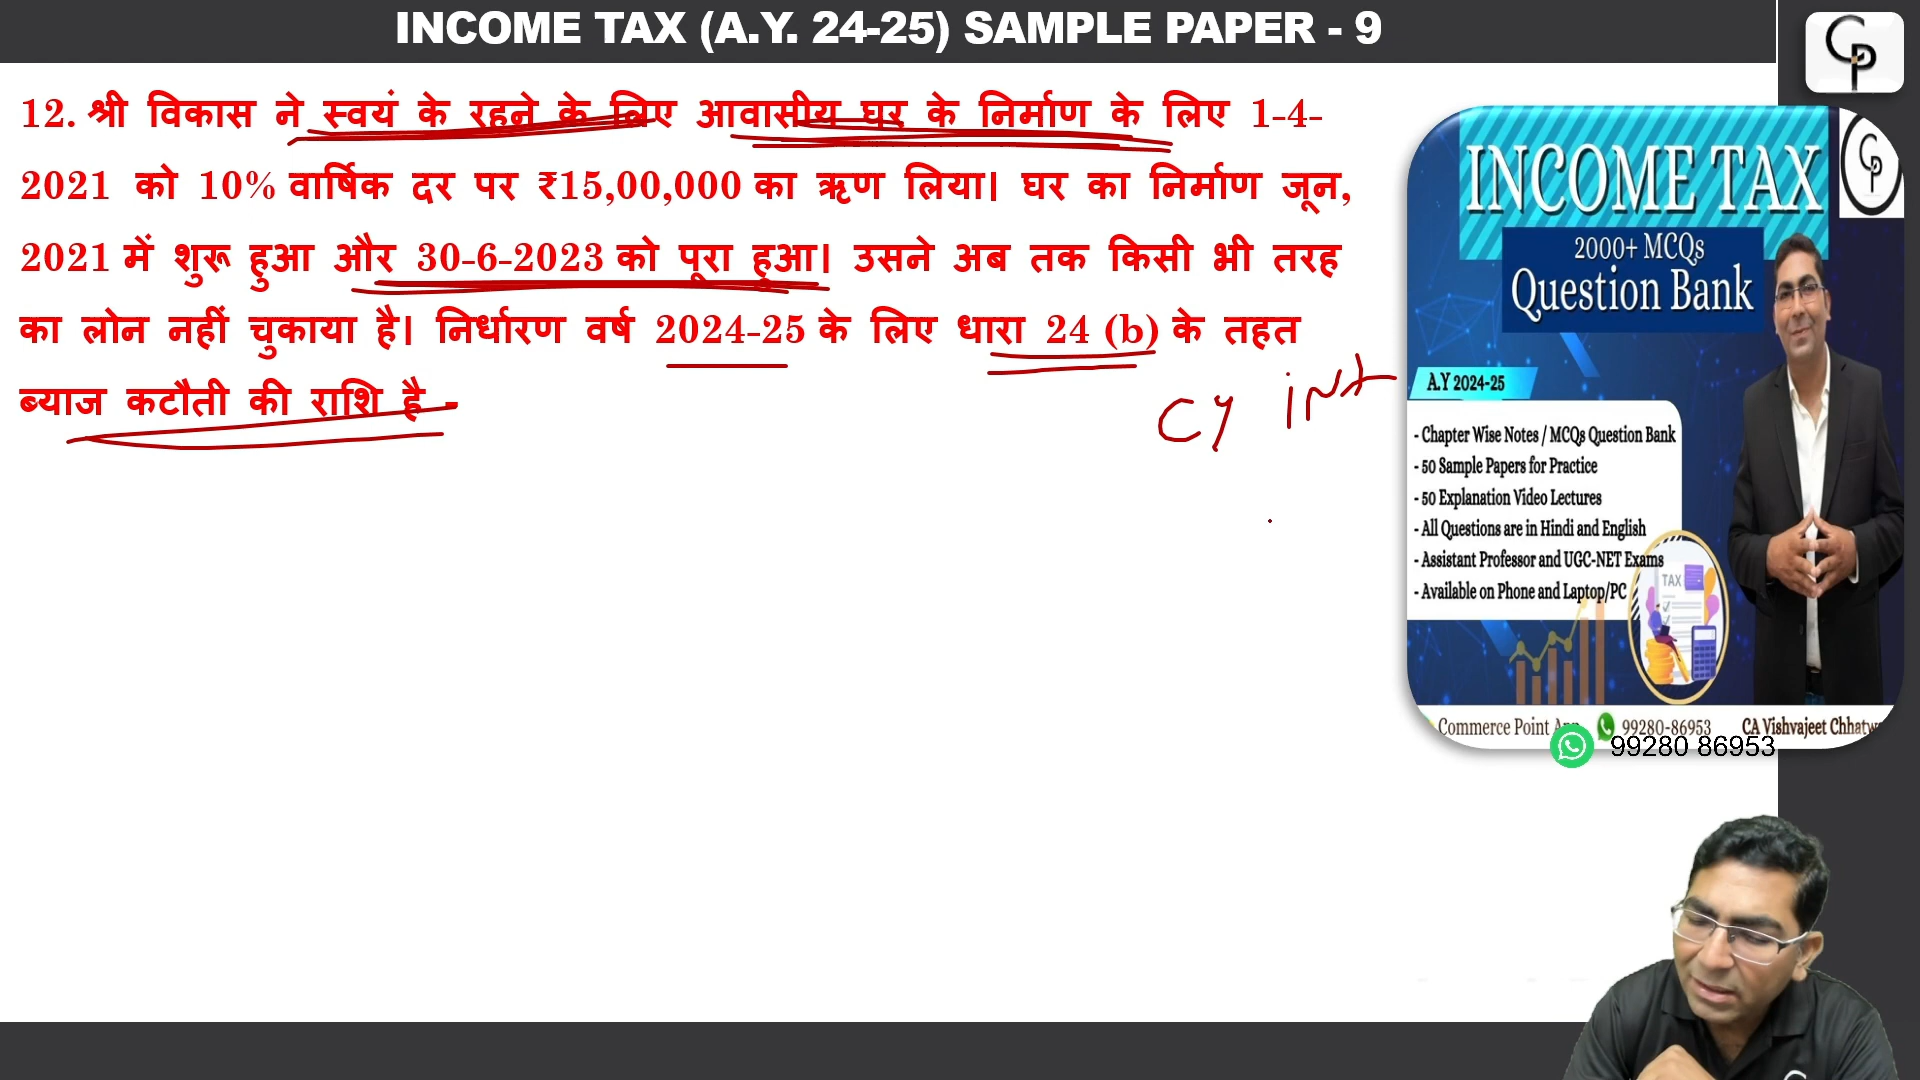 INCOME TAX (A.Y. 24-25) SAMPLE PAPER - 9
12. श्री विकास ने स्वयं के रहने के लिए आवासीय घर के निर्माण के लिए 1-4-
2021 को 10% वार्षिक दर पर ₹15,00,000 का ऋण लिया। घर का निर्माण जून,
2021 में शुरू हुआ और 30-6-2023 को पूरा हुआ। उसने अब तक किसी भी तरह
का लोन नहीं चुकाया है। निर्धारण वर्ष 2024-25 के लिए धारा 24 (b) के तहत
ब्याज कटौती की राशि है -
CY int
CP
INCOME TAX
2000+ MCQs
Question Bank
A.Y 2024-25
- Chapter Wise Notes / MCQs Question Bank
- 50 Sample Papers for Practice
- 50 Explanation Video Lectures
- All Questions are in Hindi and English
- Assistant Professor and UGC-NET Exams
- Available on Phone and Laptop/PC
TAX
Commerce Point 99280-86953 CA Vishvajeet
99280 86953